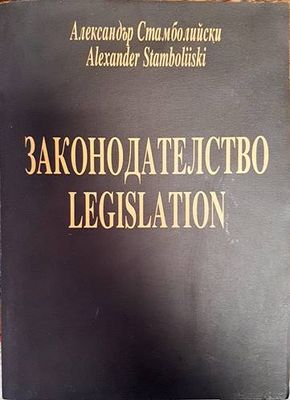 Александър Стамболийски
Alexander Stamboliiski
ЗАКОНОДАТЕЛСТВО
LEGISLATION